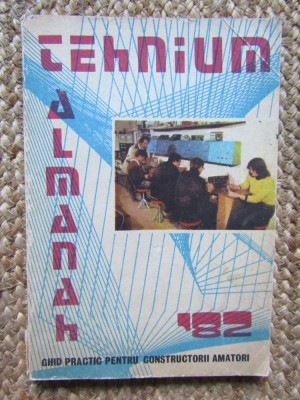 TEHNIUM
ALMANAH
'82
GHID PRACTIC PENTRU CONSTRUCTORII AMATORI